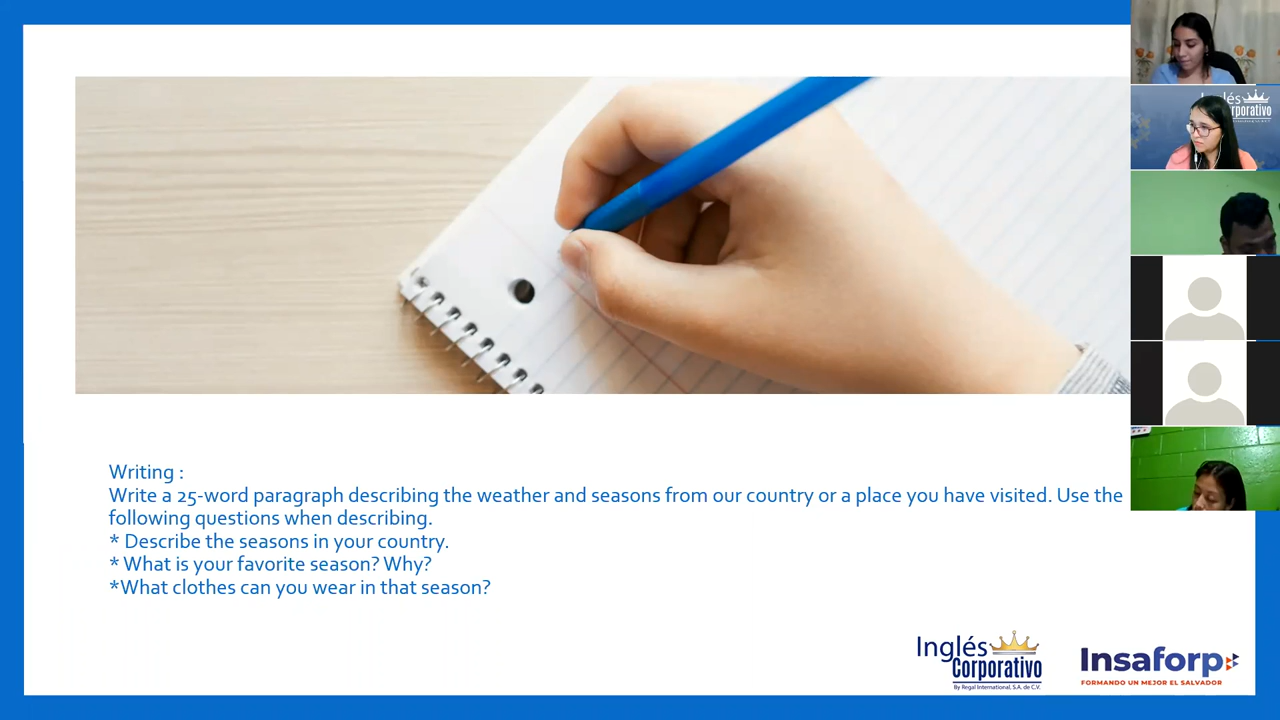 Inglés
Corporativo
Writing :
Write a 25-word paragraph describing the weather and seasons from our country or a place you have visited. Use the
following questions when describing.
* Describe the seasons in your country.
* What is your favorite season? Why?
*What clothes can you wear in that season?
Inglés
Corporativo
By Regal International, S.A. de C.V.
Insaforp
FORMANDO UN MEJOR EL SALVADOR